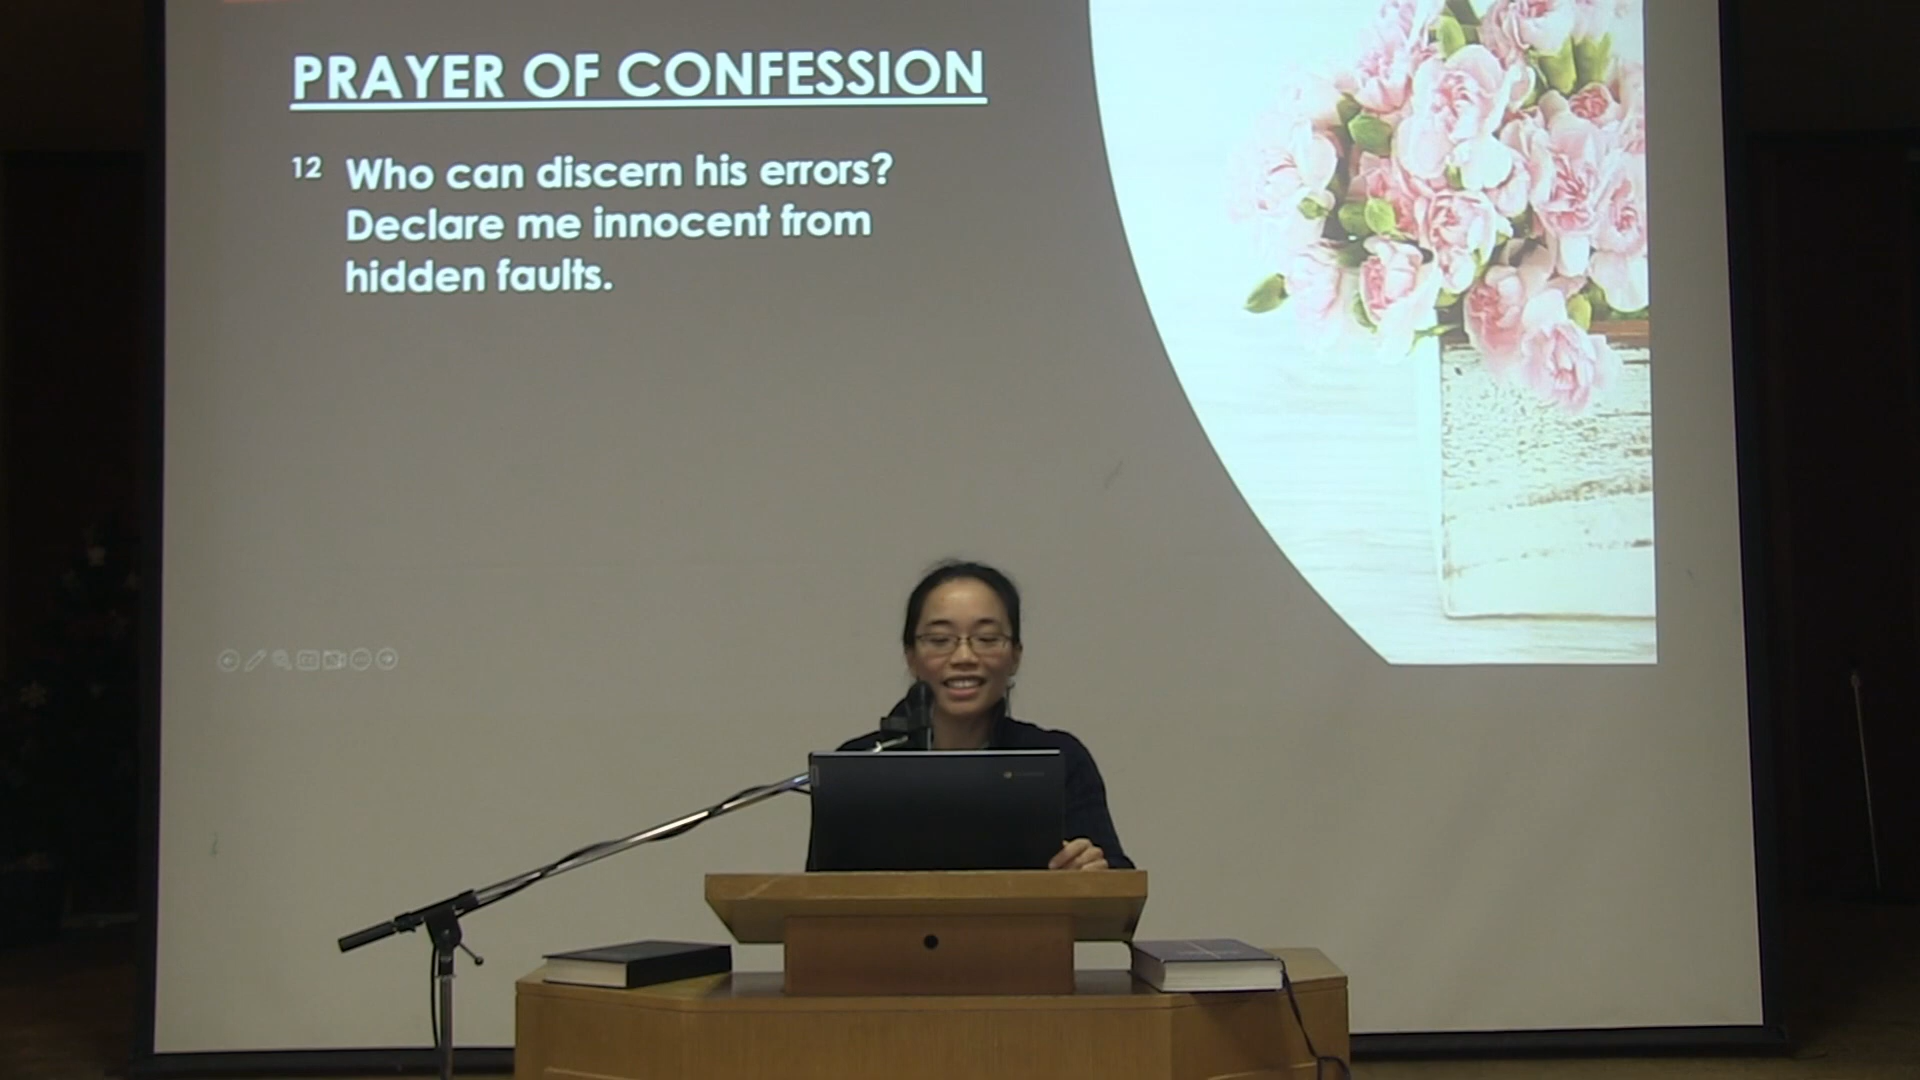 PRAYER OF CONFESSION
12 Who can discern his errors?
Declare me innocent from
hidden faults.